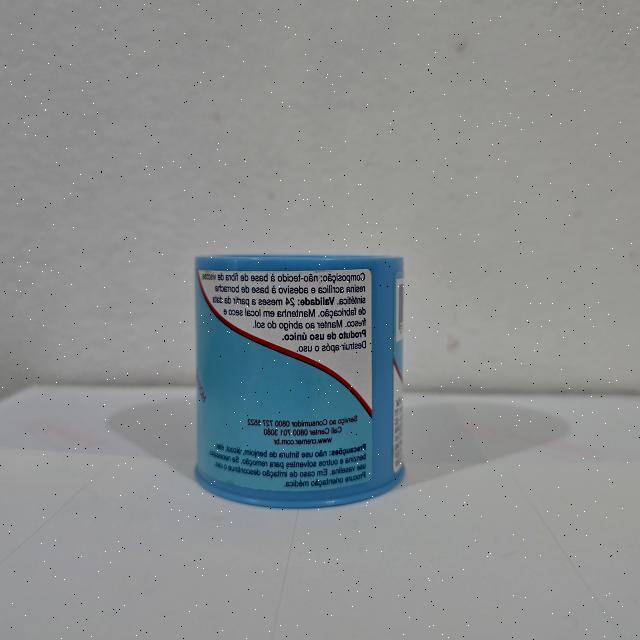 Composição: não-tecido à base de fibra de viscose
resina acrílica e adesivo à base de borracha
sintética. Validade: 24 meses a partir da data
de fabricação. Mantenha em local seco e
fresco. Manter ao abrigo do sol.
Produto de uso único.
Destruir após o uso.
Serviço ao Consumidor 0800 727 3522
Call Center 0800 701 3080
www.cremer.com.br
Precauções: não use tintura de benjoim, álcool, éter,
benzina e outros solventes para remoção. Se necessário
use vaselina. Em caso de irritação descontinue o uso.
Procure orientação médica.